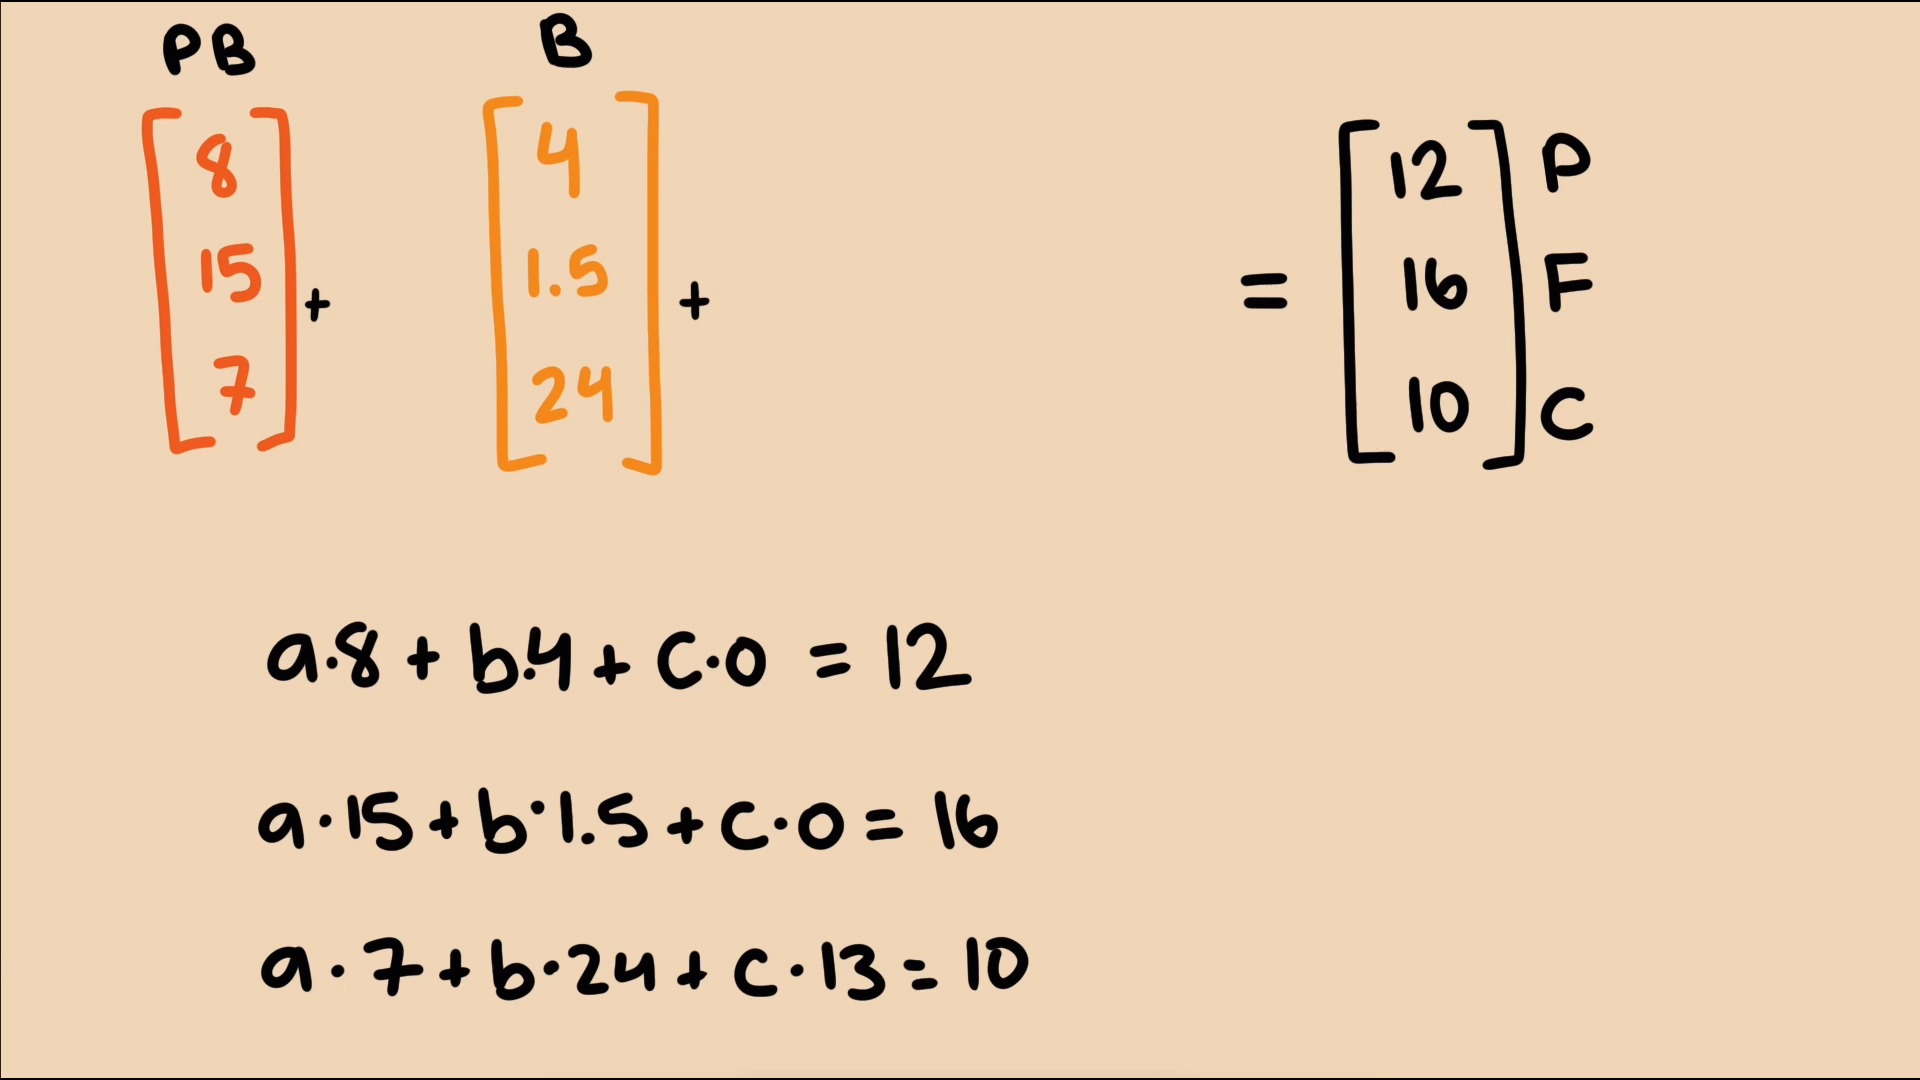 PB B
8 4 12 P
15 + 1.5 + = 16 F
7 24 10 C
a·8 + b·4 + c·0 = 12
a·15 + b·1.5 + c·0 = 16
a·7 + b·24 + c·13 = 10